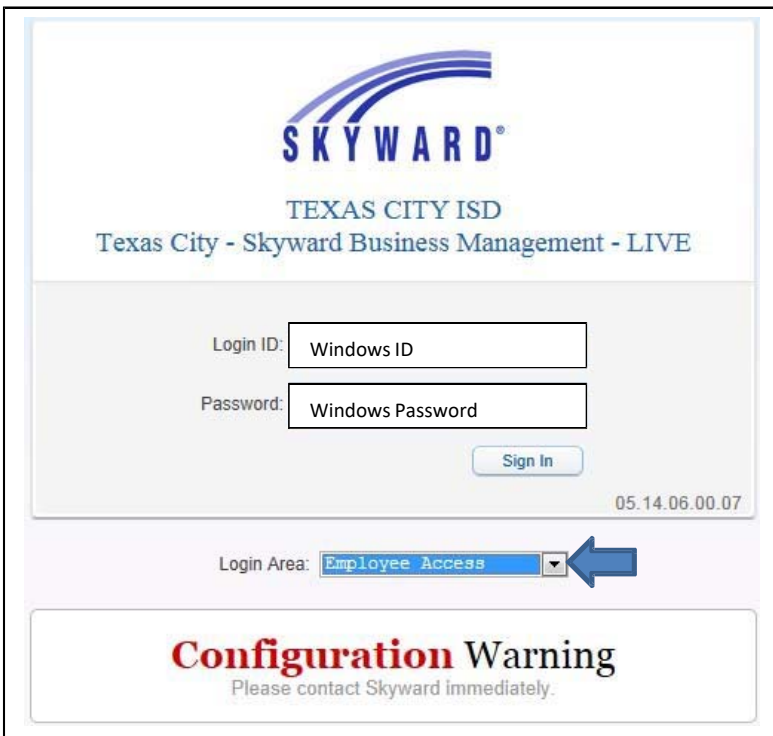 SKYWARD®
TEXAS CITY ISD
Texas City - Skyward Business Management - LIVE
Login ID: Windows ID
Password: Windows Password
Sign In
05.14.06.00.07
Login Area: Employee Access
Configuration Warning
Please contact Skyward immediately.